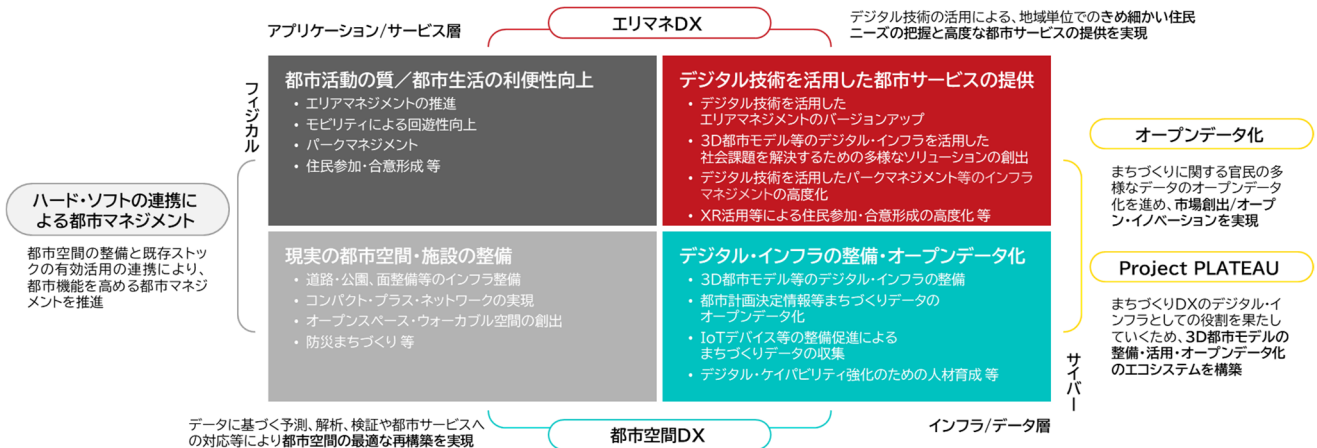 アプリケーション/サービス層
エリマネDX
デジタル技術の活用による、地域単位でのきめ細かい住民
ニーズの把握と高度な都市サービスの提供を実現
フィジカル
都市活動の質／都市生活の利便性向上
• エリアマネジメントの推進
• モビリティによる回遊性向上
• パークマネジメント
• 住民参加・合意形成 等
デジタル技術を活用した都市サービスの提供
• デジタル技術を活用した
エリアマネジメントのバージョンアップ
• 3D都市モデル等のデジタル・インフラを活用した
社会課題を解決するための多様なソリューションの創出
• デジタル技術を活用したパークマネジメント等のインフラ
マネジメントの高度化
• XR活用等による住民参加・合意形成の高度化 等
ハード・ソフトの連携に
よる都市マネジメント
都市空間の整備と既存ストッ
クの有効活用の連携により、
都市機能を高める都市マネジ
メントを推進
現実の都市空間・施設の整備
• 道路・公園、面整備等のインフラ整備
• コンパクト・プラス・ネットワークの実現
• オープンスペース・ウォーカブル空間の創出
• 防災まちづくり 等
デジタル・インフラの整備・オープンデータ化
• 3D都市モデル等のデジタル・インフラの整備
• 都市計画決定情報等まちづくりデータの
オープンデータ化
• IoTデバイス等の整備促進による
まちづくりデータの収集
• デジタル・ケイパビリティ強化のための人材育成 等
オープンデータ化
まちづくりに関する官民の多
様なデータのオープンデータ
化を進め、市場創出/オープ
ン・イノベーションを実現
Project PLATEAU
まちづくりDXのデジタル・イ
ンフラとしての役割を果たし
ていくため、3D都市モデルの
整備・活用・オープンデータ化
のエコシステムを構築
サイバー
データに基づく予測、解析、検証や都市サービスへ
の対応等により都市空間の最適な再構築を実現
都市空間DX
インフラ/データ層